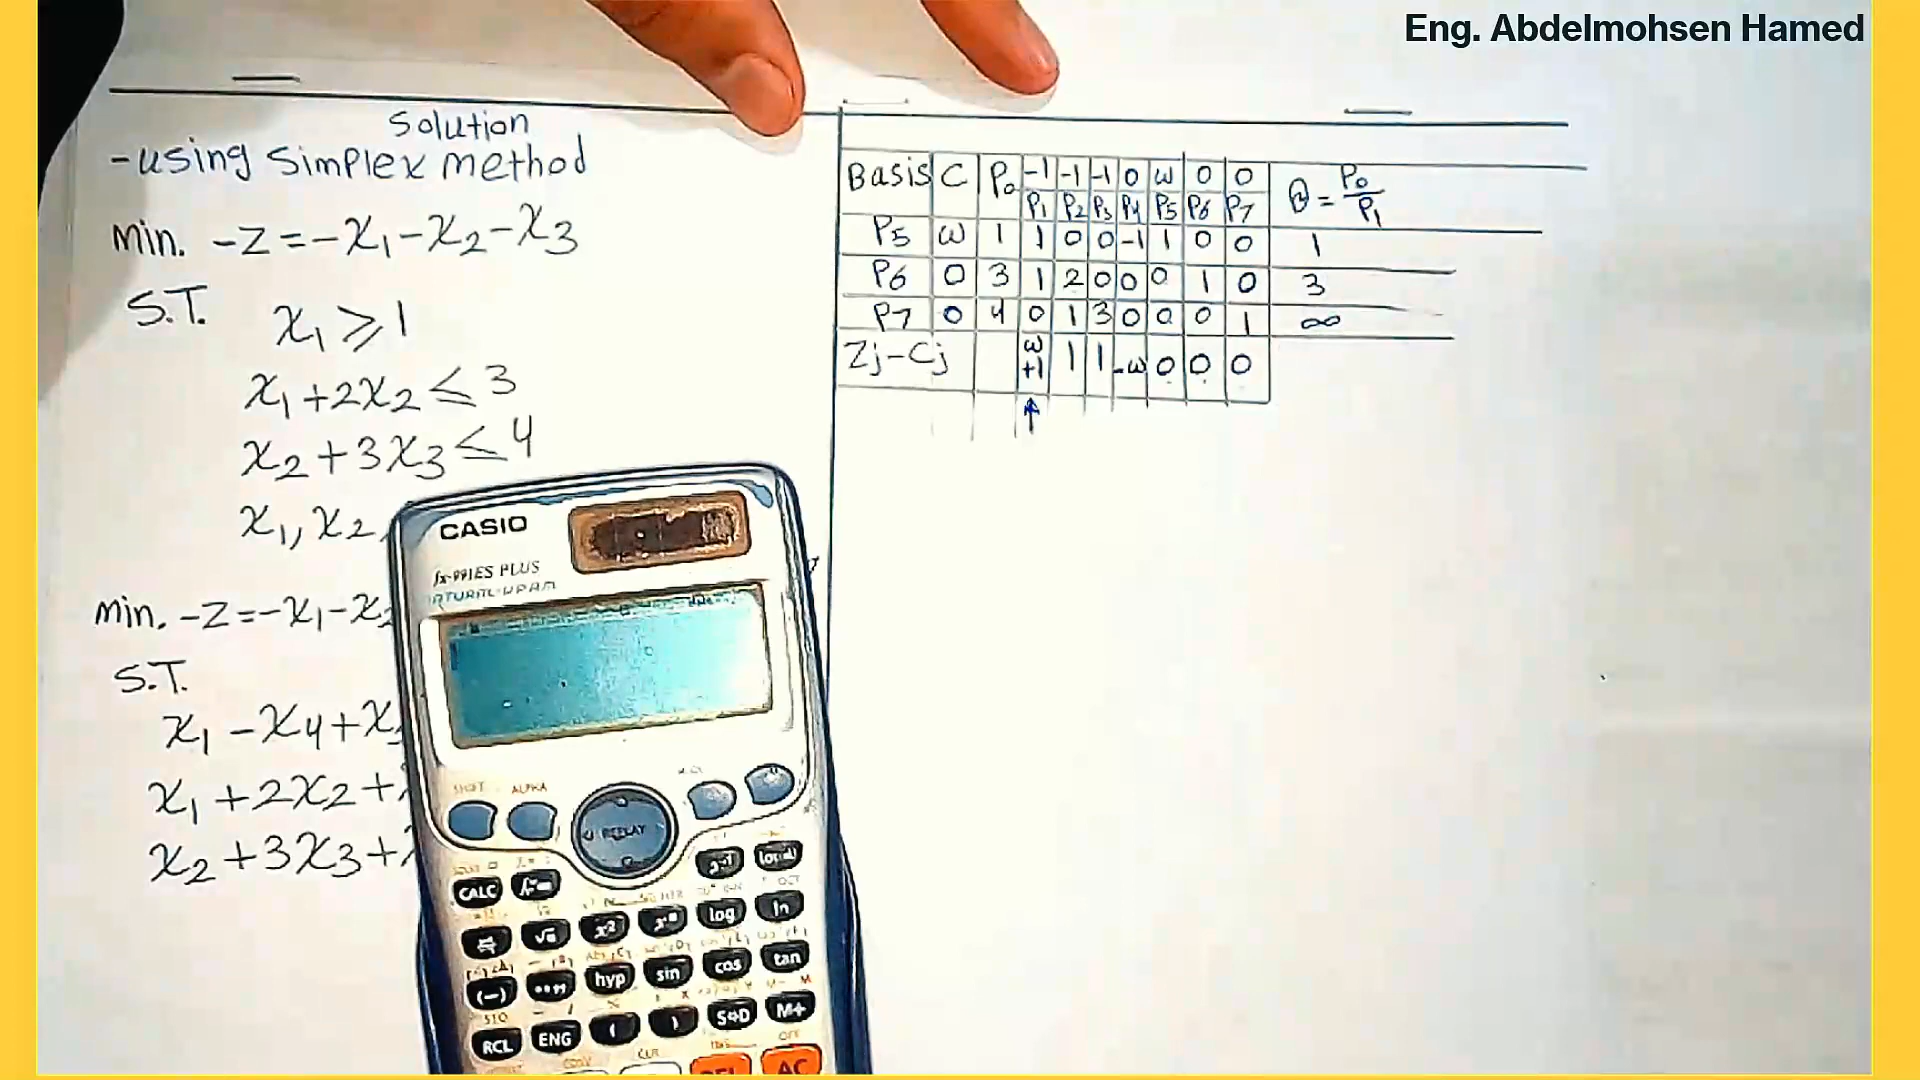 Eng. Abdelmohsen Hamed
Solution
-using Simplex method
min. -Z=-x1-x2-x3
S.T. x1 ≥ 1
x1+2x2 ≤ 3
x2+3x3 ≤ 4
x1, x2,
min. -Z=-x1-x2
S.T.
x1 -x4+x
x1+2x2+
x2+3x3+
Basis C P0 -1 -1 -1 0 w 0 0 θ=P0/P1
P1 P2 P3 P4 P5 P6 P7
P5 w 1 1 0 0 -1 1 0 0 1
P6 0 3 1 2 0 0 0 1 0 3
P7 0 4 0 1 3 0 0 0 1 ∞
Zj-Cj w+1 1 1 -w 0 0 0
CASIO
fx-991ES PLUS
SHIFT ALPHA
REPLAY
CALC
x² log ln
(-) hyp sin cos tan
RCL ENG ( ) S⇔D M+
DEL AC